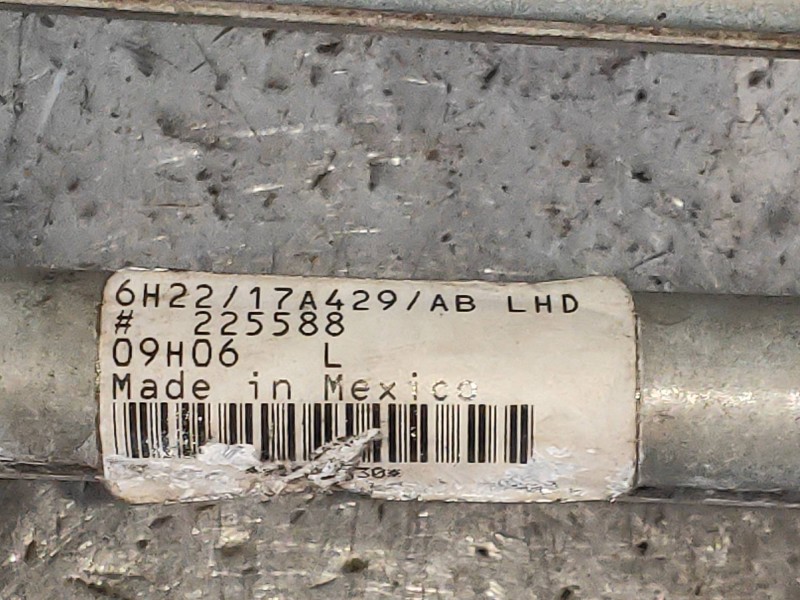 6H22/17A429/AB LHD
# 225588
09H06 L
Made in Mexico